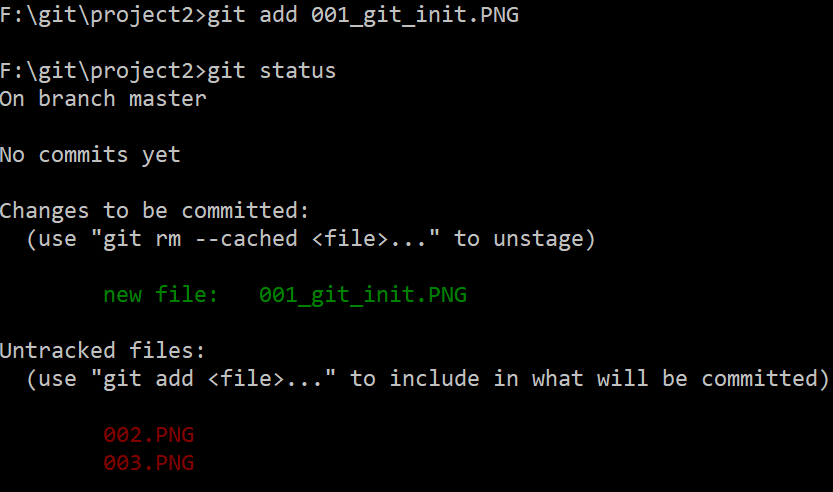 F:\git\project2>git add 001_git_init.PNG
F:\git\project2>git status
On branch master
No commits yet
Changes to be committed:
(use "git rm --cached <file>..." to unstage)
new file: 001_git_init.PNG
Untracked files:
(use "git add <file>..." to include in what will be committed)
002.PNG
003.PNG